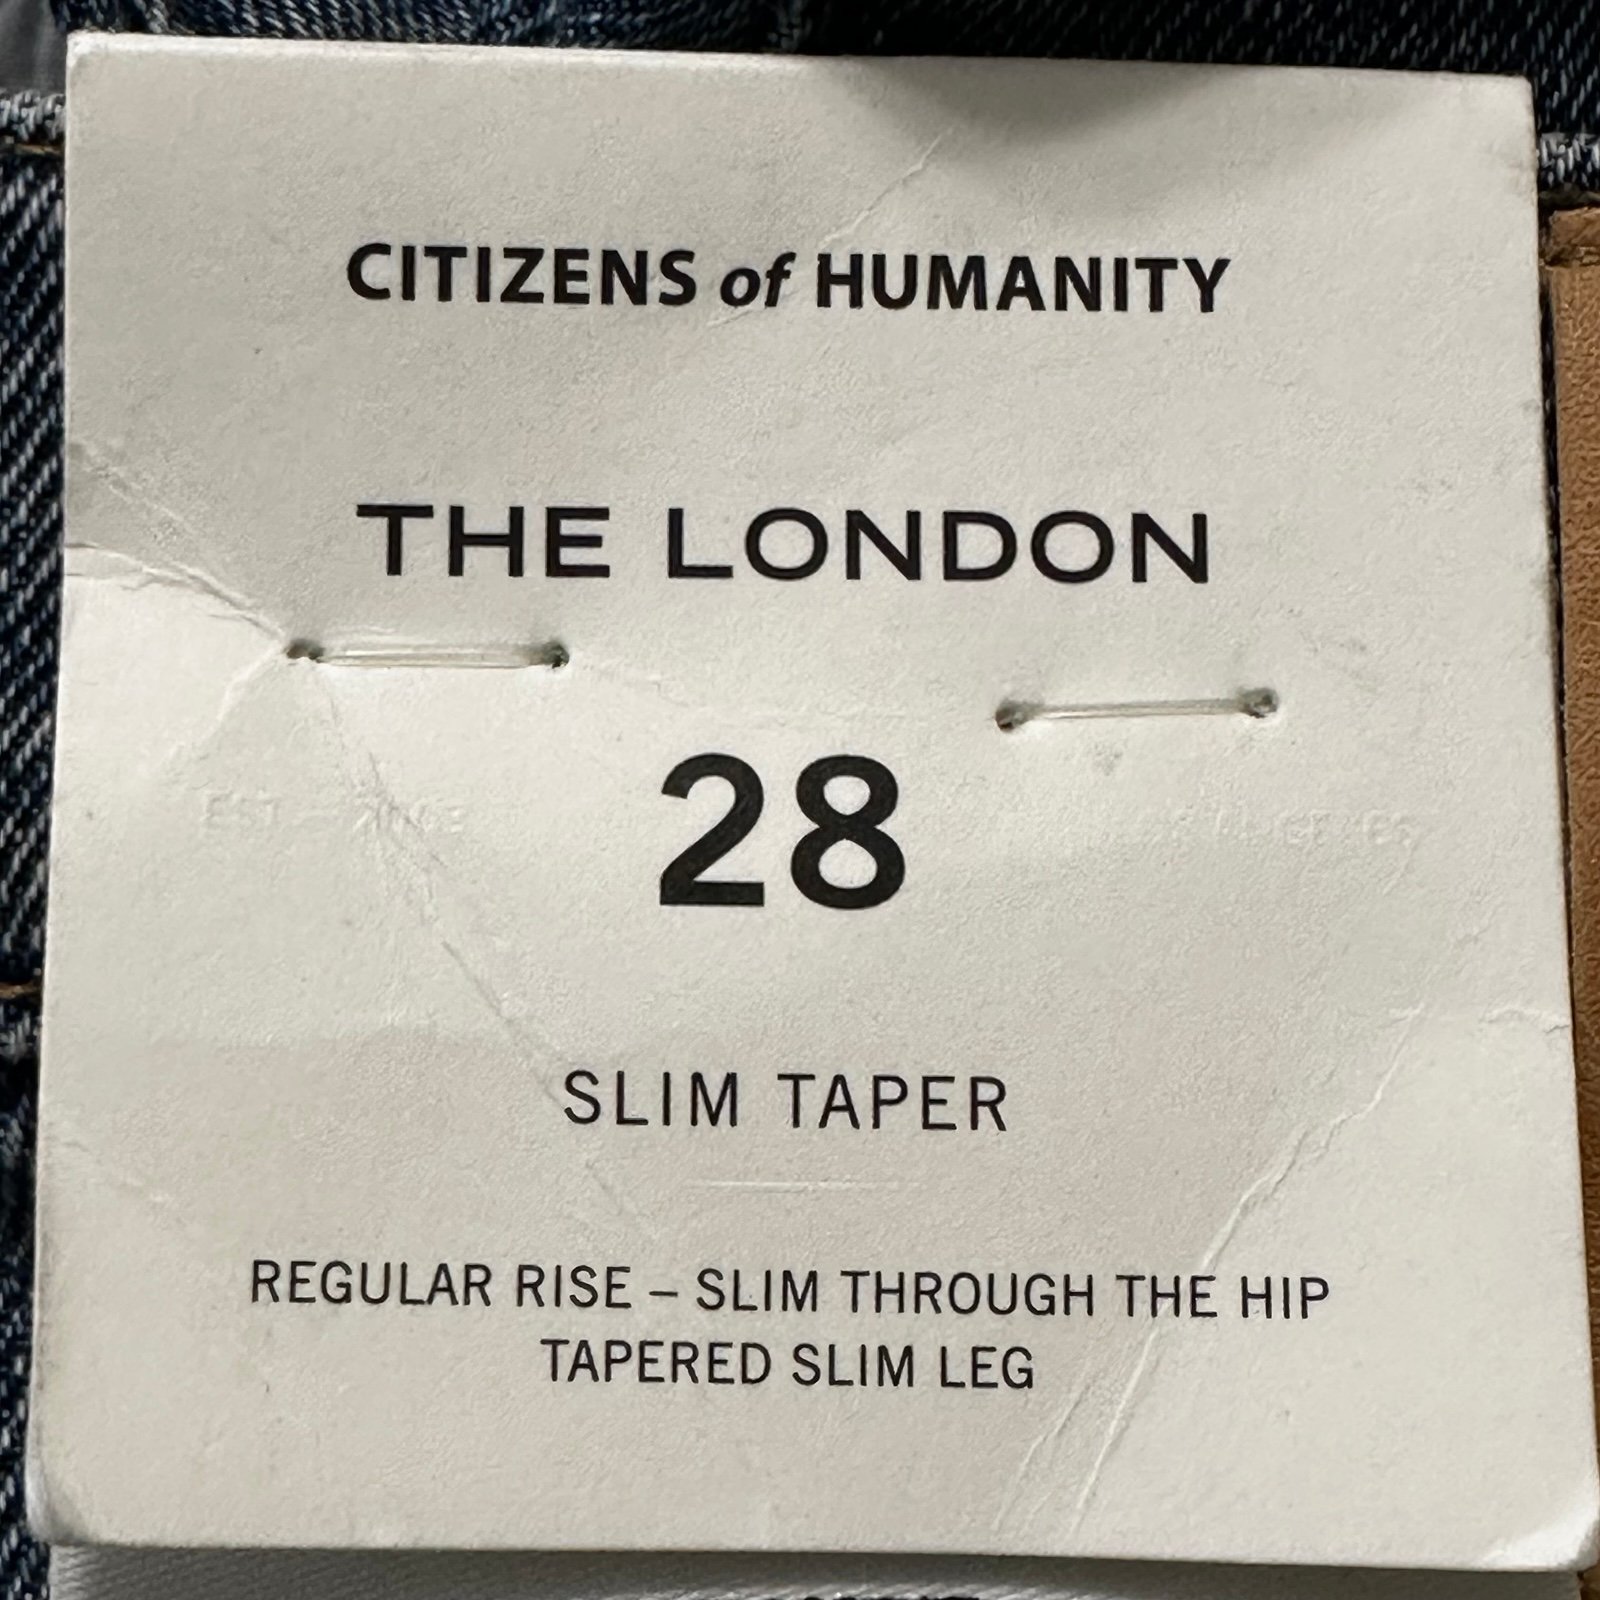 CITIZENS of HUMANITY
THE LONDON
28
SLIM TAPER
REGULAR RISE – SLIM THROUGH THE HIP
TAPERED SLIM LEG